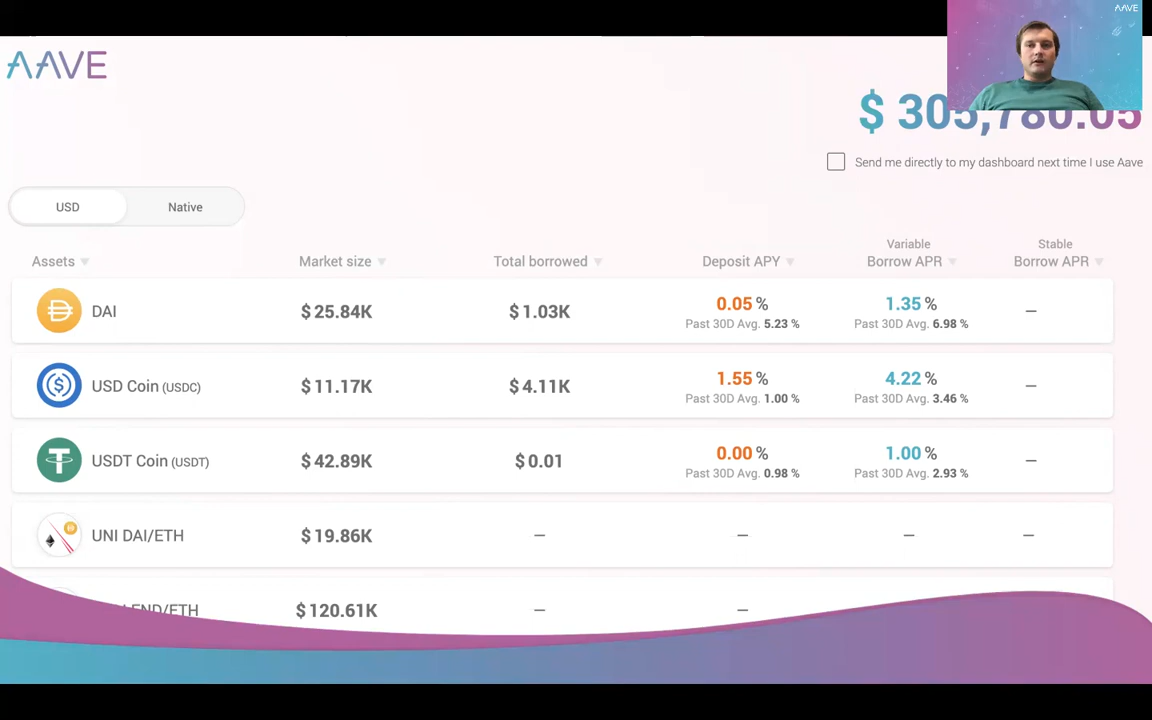 AAVE
AAVE
$ 305,780.05
Send me directly to my dashboard next time I use Aave
USD
Native
Assets
Market size
Total borrowed
Deposit APY
Variable
Borrow APR
Stable
Borrow APR
DAI
$ 25.84K
$ 1.03K
0.05 %
Past 30D Avg. 5.23 %
1.35 %
Past 30D Avg. 6.98 %
—
USD Coin (USDC)
$ 11.17K
$ 4.11K
1.55 %
Past 30D Avg. 1.00 %
4.22 %
Past 30D Avg. 3.46 %
—
USDT Coin (USDT)
$ 42.89K
$ 0.01
0.00 %
Past 30D Avg. 0.98 %
1.00 %
Past 30D Avg. 2.93 %
—
UNI DAI/ETH
$ 19.86K
—
—
—
—
LEND/ETH
$ 120.61K
—
—